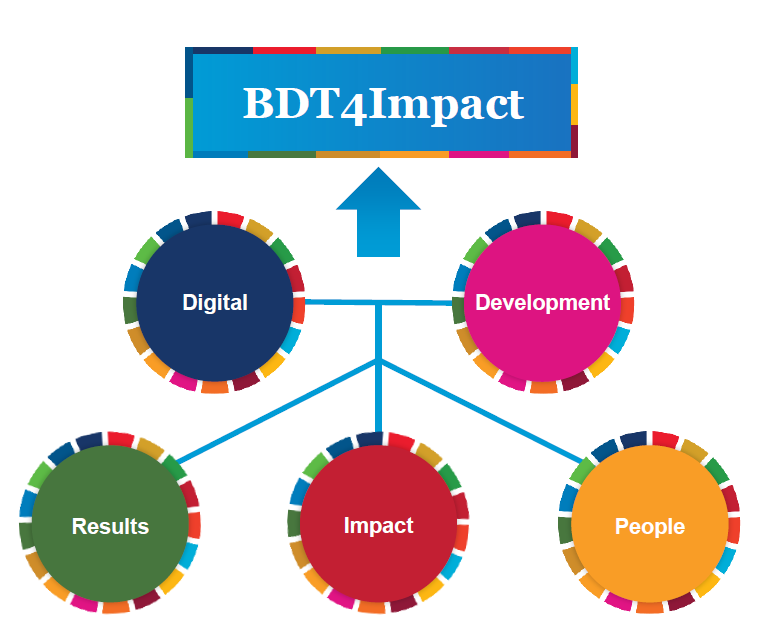 BDT4Impact
Digital
Development
Results
Impact
People